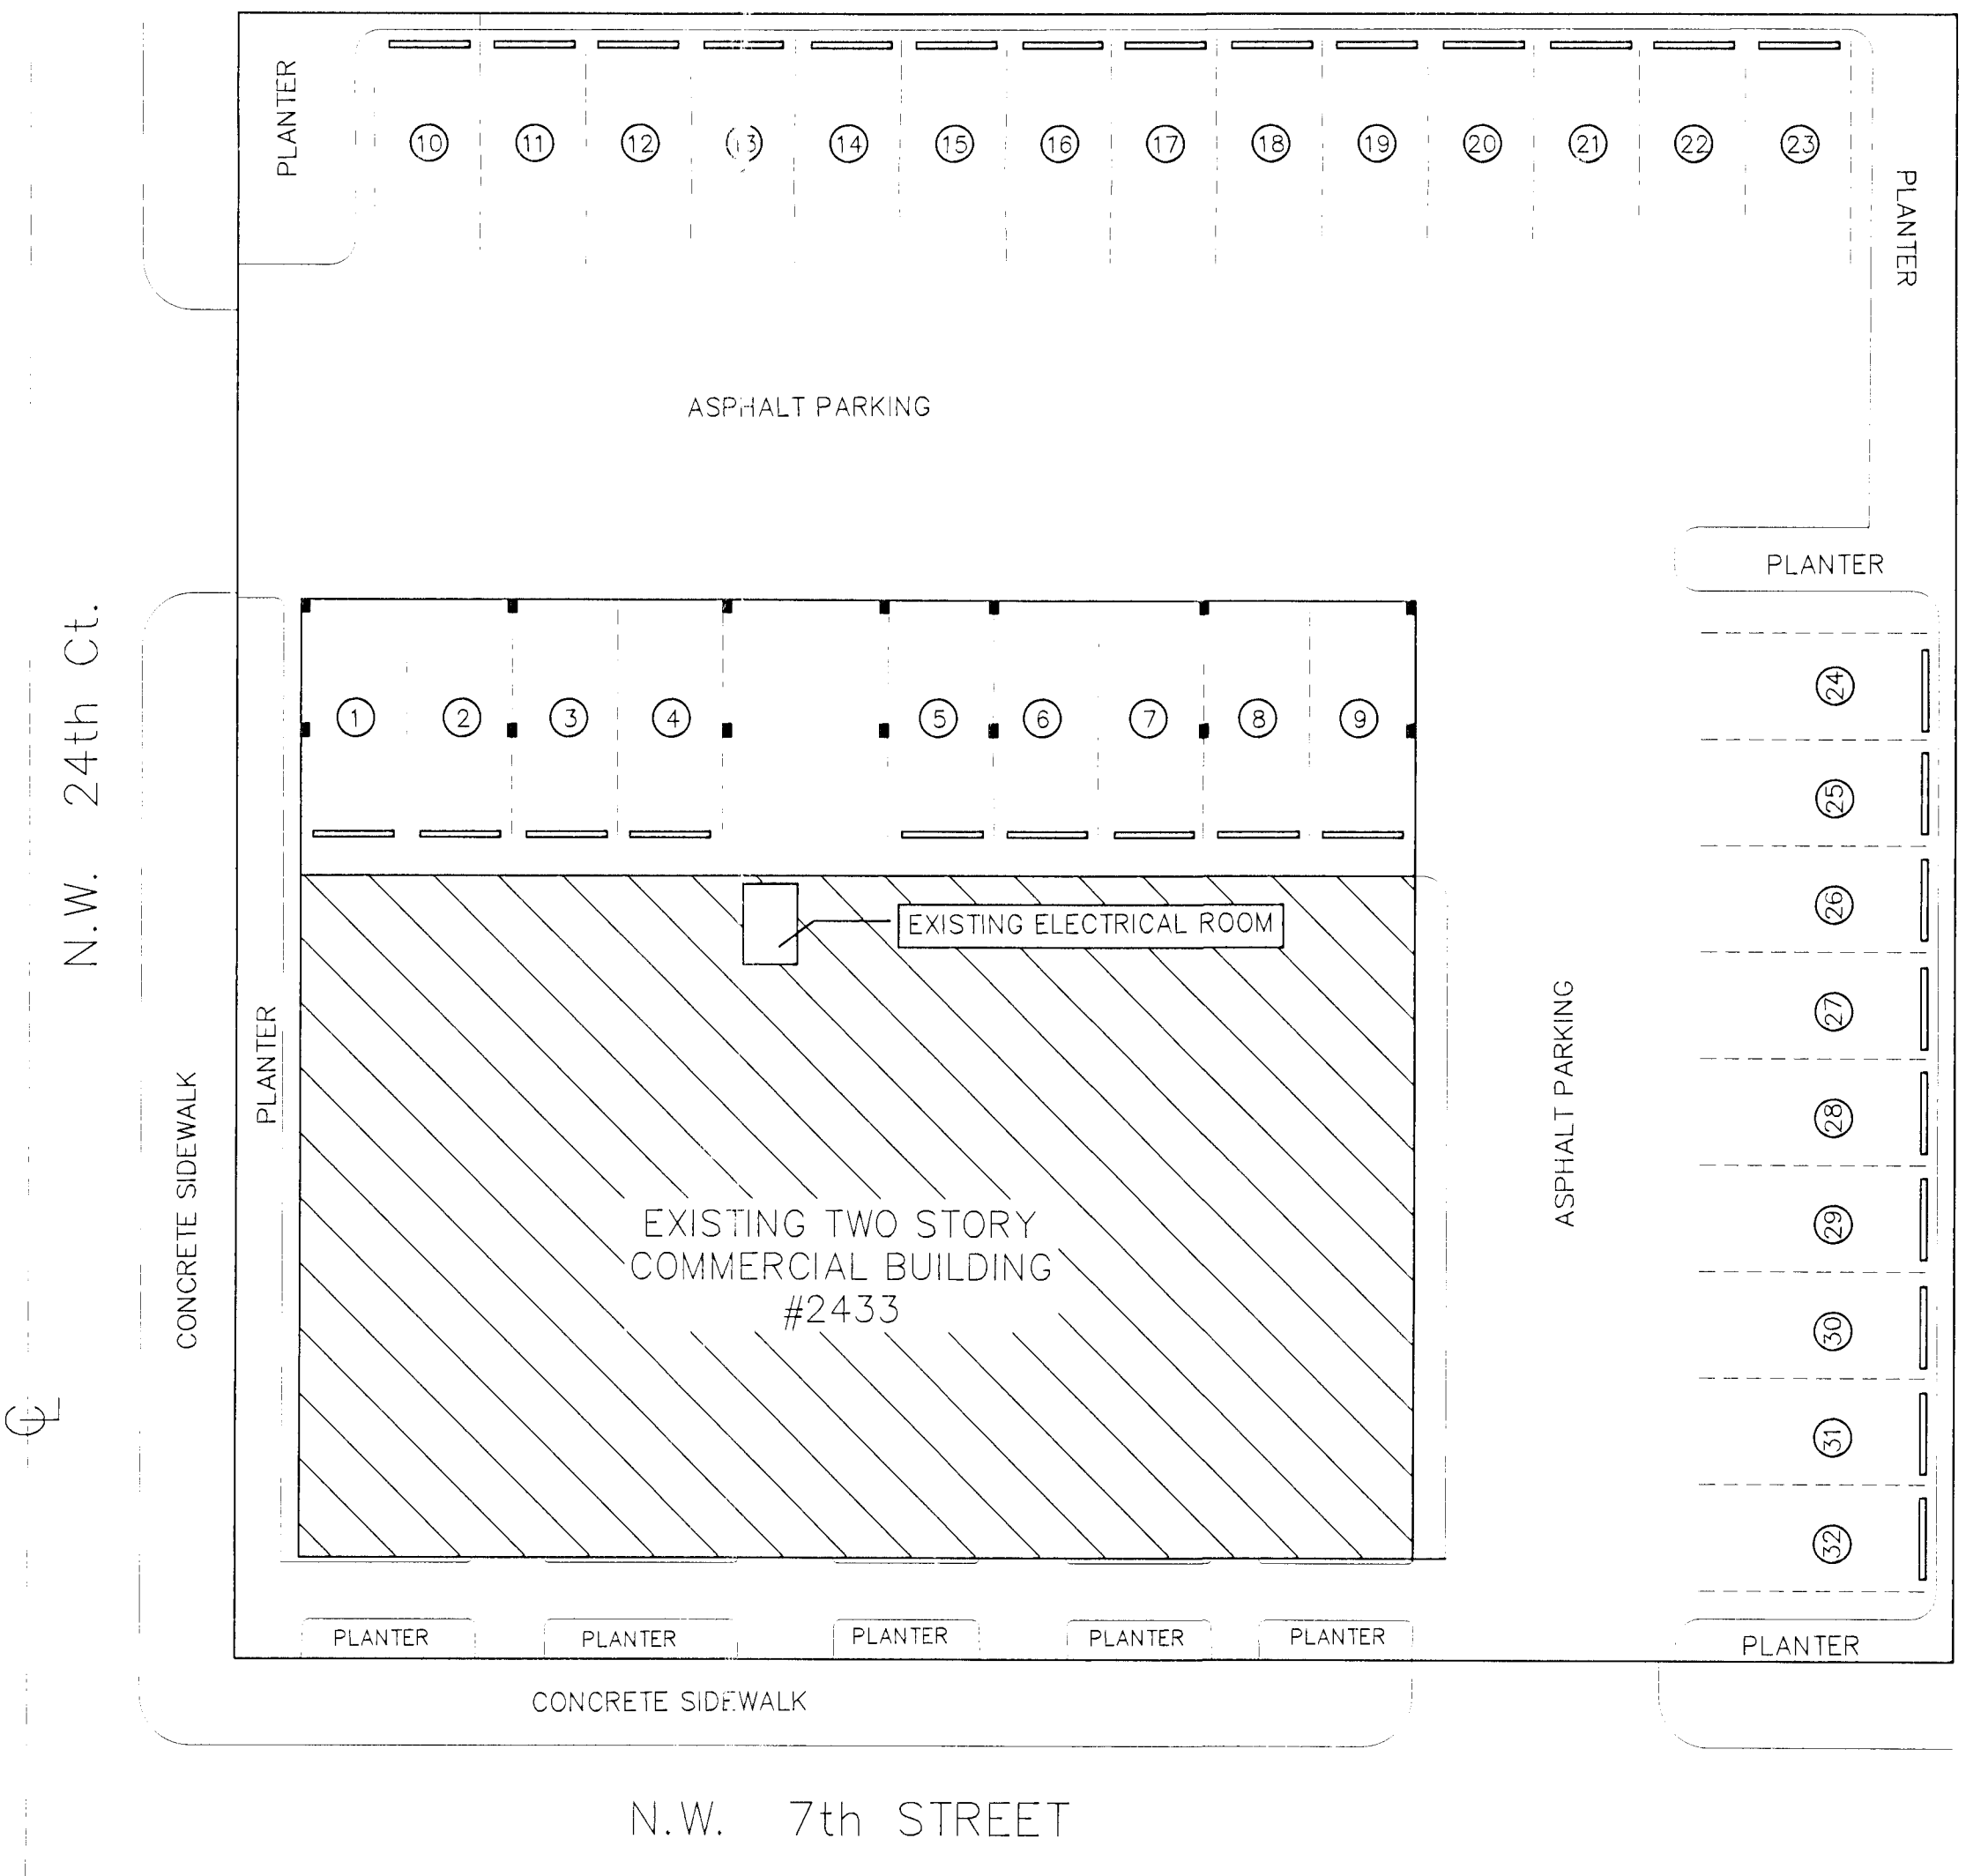 PLANTER
10 11 12 13 14 15 16 17 18 19 20 21 22 23
PLANTER
ASPHALT PARKING
PLANTER
N.W. 24th Ct.
1 2 3 4 5 6 7 8 9
24
25
26
27
28
29
30
31
32
EXISTING ELECTRICAL ROOM
PLANTER
CONCRETE SIDEWALK
ASPHALT PARKING
EXISTING TWO STORY
COMMERCIAL BUILDING
#2433
PLANTER PLANTER PLANTER PLANTER PLANTER PLANTER
CONCRETE SIDEWALK
N.W. 7th STREET